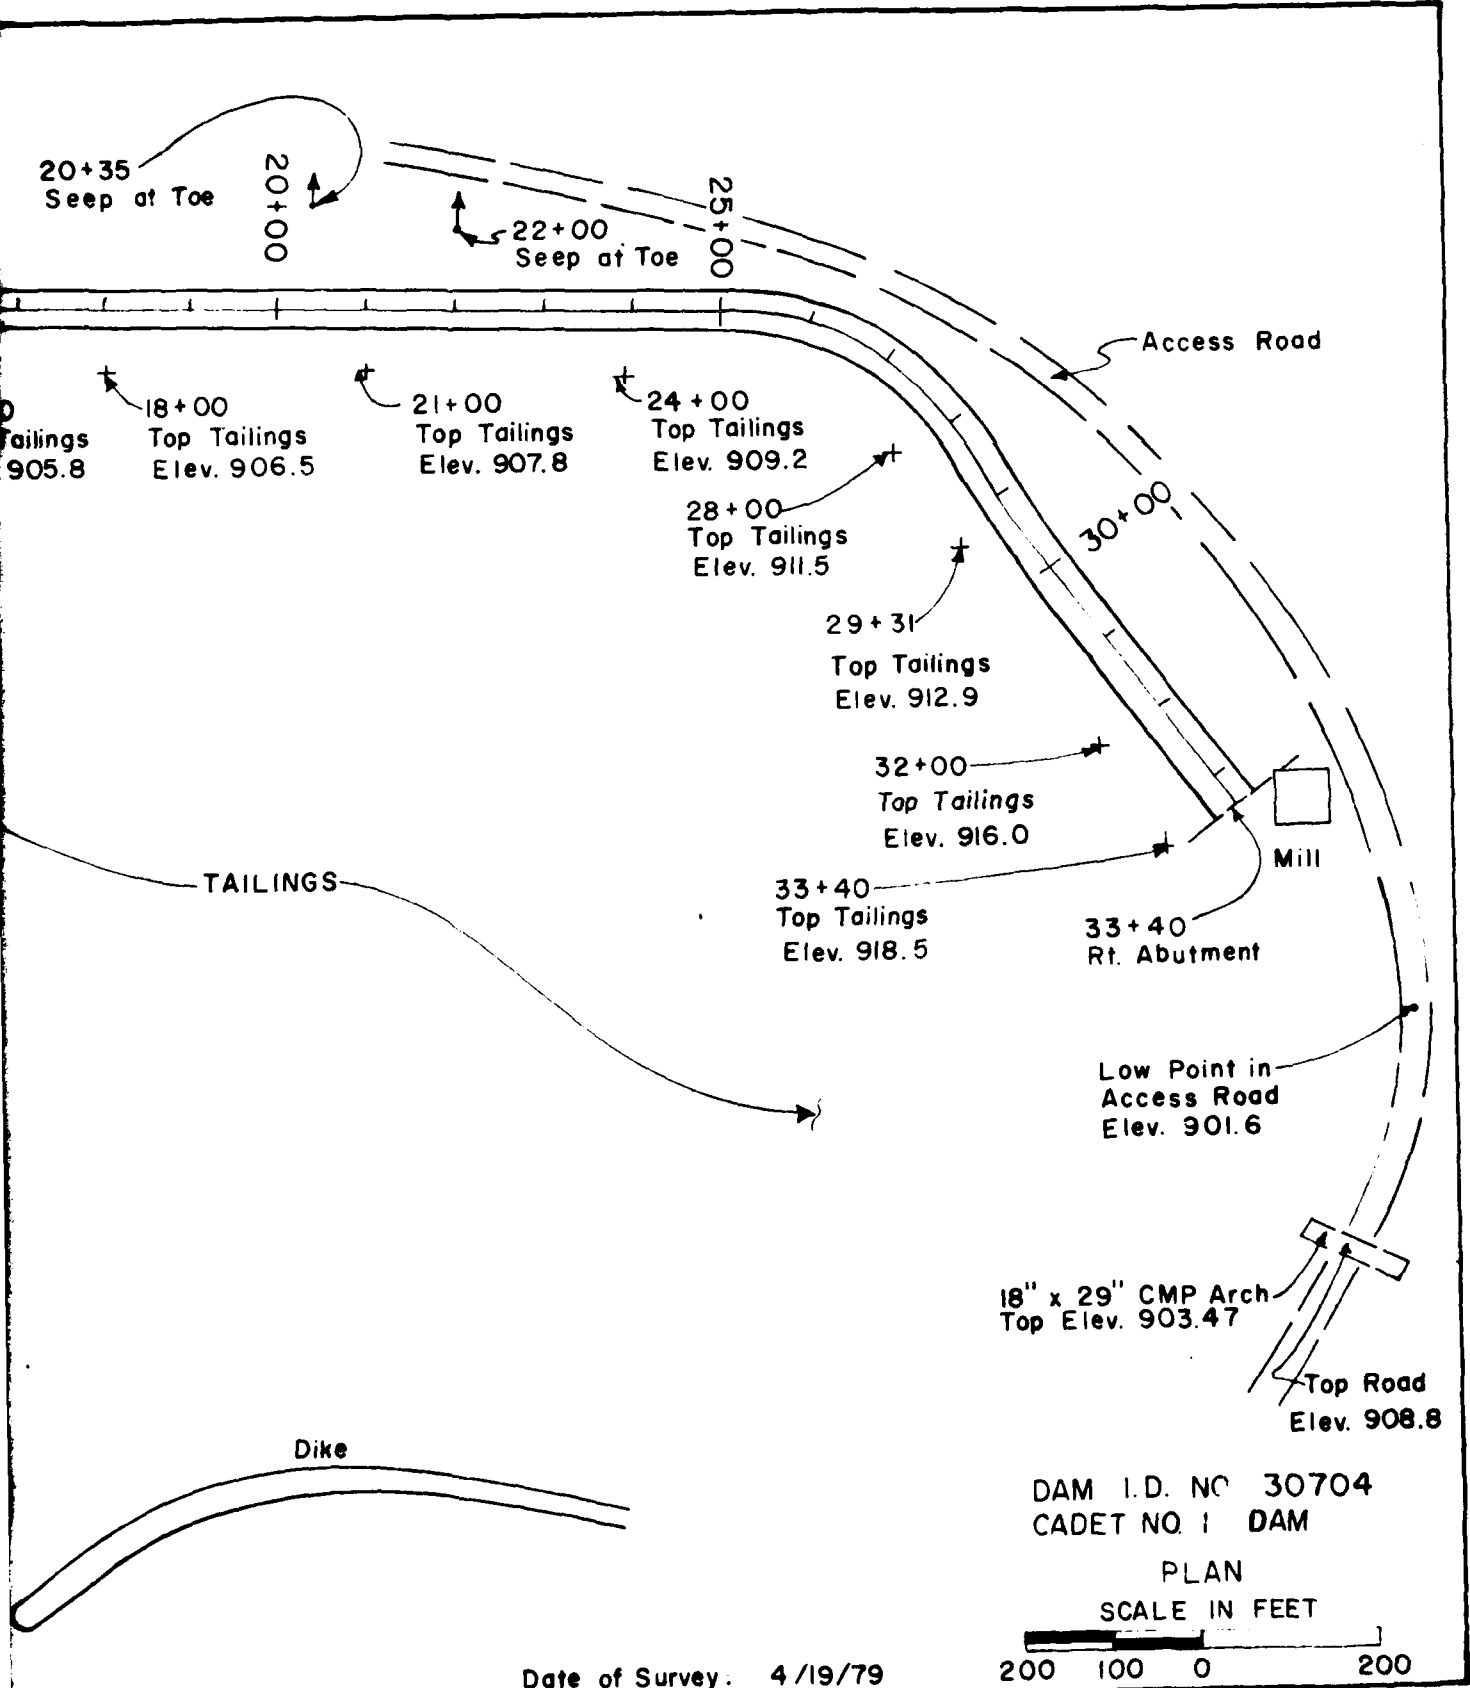 20+35
Seep at Toe
20+00
22+00
Seep at Toe
25+00
Access Road
Tailings
905.8
18+00
Top Tailings
Elev. 906.5
21+00
Top Tailings
Elev. 907.8
24+00
Top Tailings
Elev. 909.2
28+00
Top Tailings
Elev. 911.5
30+00
29+31
Top Tailings
Elev. 912.9
32+00
Top Tailings
Elev. 916.0
Mill
TAILINGS
33+40
Top Tailings
Elev. 918.5
33+40
Rt. Abutment
Low Point in
Access Road
Elev. 901.6
18" x 29" CMP Arch
Top Elev. 903.47
Top Road
Elev. 908.8
Dike
DAM I.D. NO 30704
CADET NO. 1 DAM
PLAN
SCALE IN FEET
200 100 0 200
Date of Survey: 4/19/79